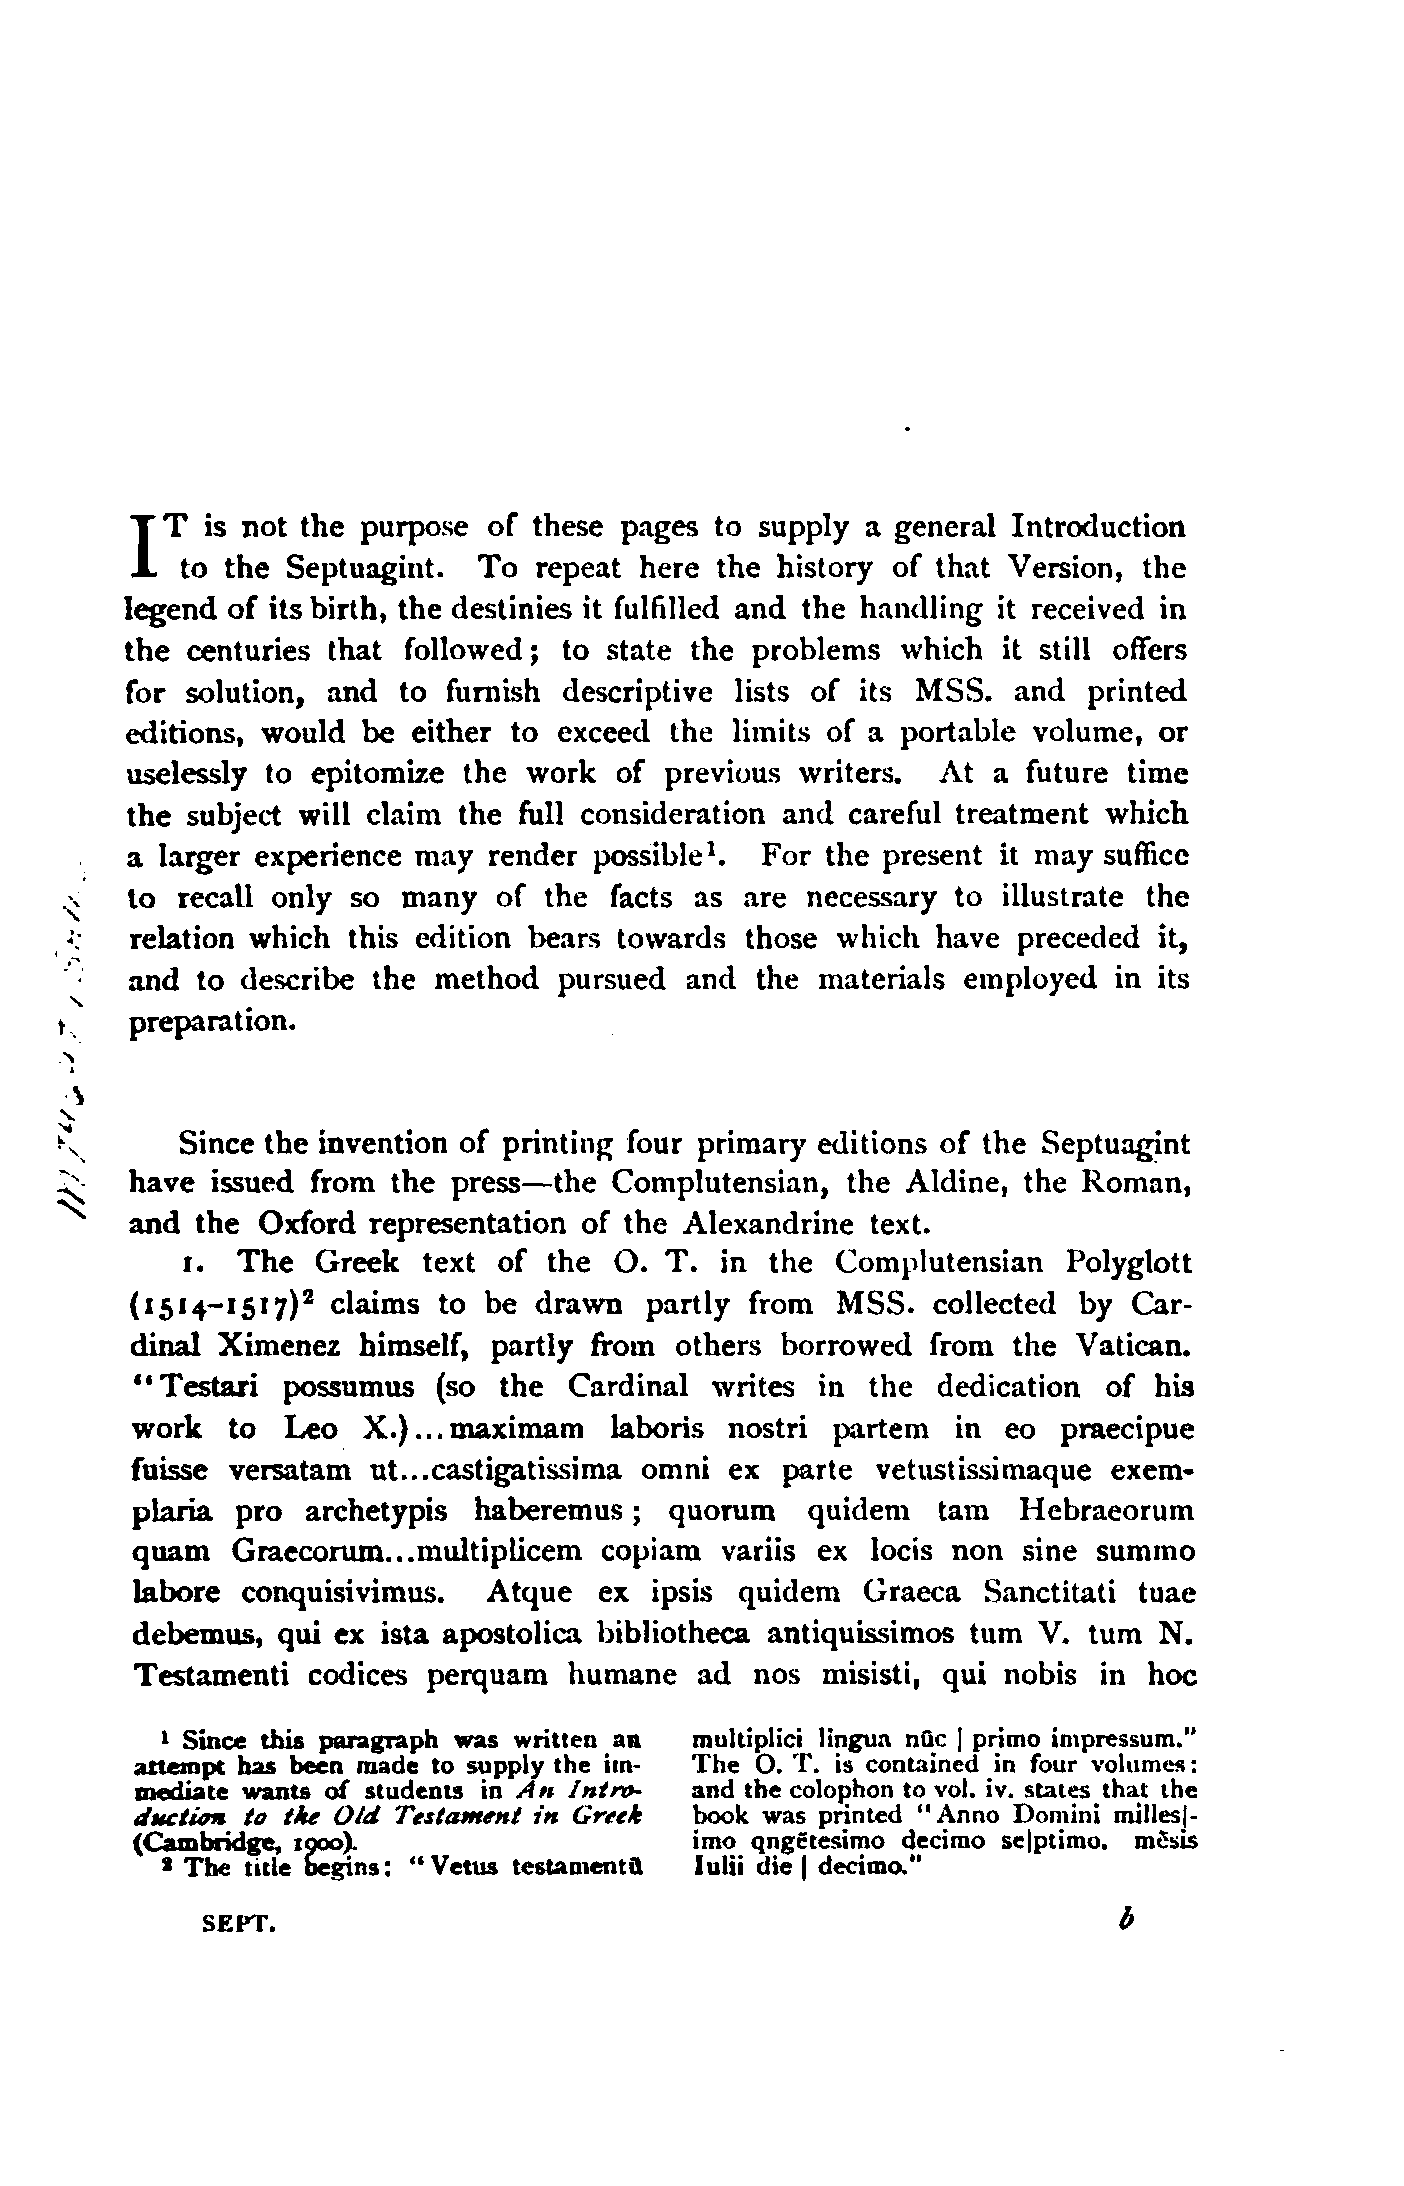 IT is not the purpose of these pages to supply a general Introduction
to the Septuagint. To repeat here the history of that Version, the
legend of its birth, the destinies it fulfilled and the handling it received in
the centuries that followed; to state the problems which it still offers
for solution, and to furnish descriptive lists of its MSS. and printed
editions, would be either to exceed the limits of a portable volume, or
uselessly to epitomize the work of previous writers. At a future time
the subject will claim the full consideration and careful treatment which
a larger experience may render possible¹. For the present it may suffice
to recall only so many of the facts as are necessary to illustrate the
relation which this edition bears towards those which have preceded it,
and to describe the method pursued and the materials employed in its
preparation.
Since the invention of printing four primary editions of the Septuagint
have issued from the press—the Complutensian, the Aldine, the Roman,
and the Oxford representation of the Alexandrine text.
1. The Greek text of the O. T. in the Complutensian Polyglott
(1514–1517)² claims to be drawn partly from MSS. collected by Car-
dinal Ximenez himself, partly from others borrowed from the Vatican.
“Testari possumus (so the Cardinal writes in the dedication of his
work to Leo X.)...maximam laboris nostri partem in eo praecipue
fuisse versatam ut...castigatissima omni ex parte vetustissimaque exem-
plaria pro archetypis haberemus; quorum quidem tam Hebraeorum
quam Graecorum...multiplicem copiam variis ex locis non sine summo
labore conquisivimus. Atque ex ipsis quidem Graeca Sanctitati tuae
debemus, qui ex ista apostolica bibliotheca antiquissimos tum V. tum N.
Testamenti codices perquam humane ad nos misisti, qui nobis in hoc
¹ Since this paragraph was written an
attempt has been made to supply the im-
mediate wants of students in An Intro-
duction to the Old Testament in Greek
(Cambridge, 1900).
² The title begins: “Vetus testamentū
multiplici lingua nūc | primo impressum.”
The O. T. is contained in four volumes:
and the colophon to vol. iv. states that the
book was printed “Anno Domini milles|-
imo qngētesimo decimo se|ptimo. mēsis
Iulii die | decimo.”
SEPT. b